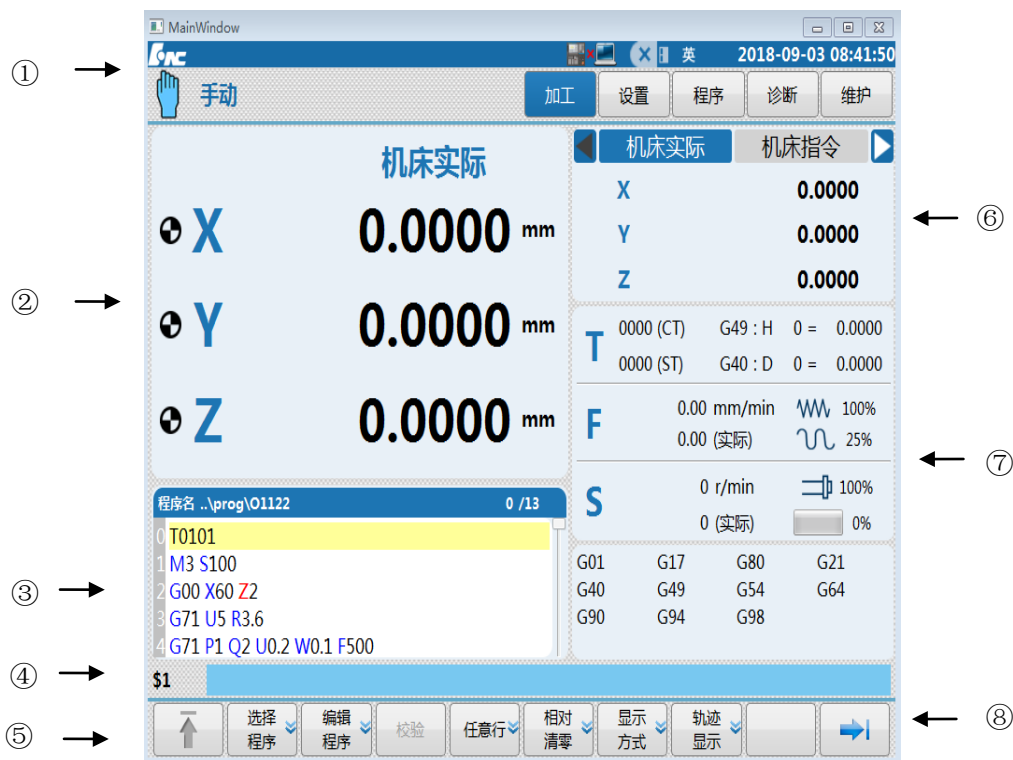 MainWindow
HNC 英 2018-09-03 08:41:50
①
手动 加工 设置 程序 诊断 维护
机床实际
机床实际 机床指令
X 0.0000 mm
Y 0.0000 mm
Z 0.0000 mm
X 0.0000
Y 0.0000
Z 0.0000
⑥
②
T
0000 (CT) G49 : H 0 = 0.0000
0000 (ST) G40 : D 0 = 0.0000
F
0.00 mm/min 100%
0.00 (实际) 25%
⑦
S
0 r/min 100%
0 (实际) 0%
程序名 ..\prog\O1122 0 /13
0 T0101
1 M3 S100
2 G00 X60 Z2
3 G71 U5 R3.6
4 G71 P1 Q2 U0.2 W0.1 F500
③
G01 G17 G80 G21
G40 G49 G54 G64
G90 G94 G98
④
$1
⑤
选择
程序
编辑
程序
校验
任意行
相对
清零
显示
方式
轨迹
显示
⑧